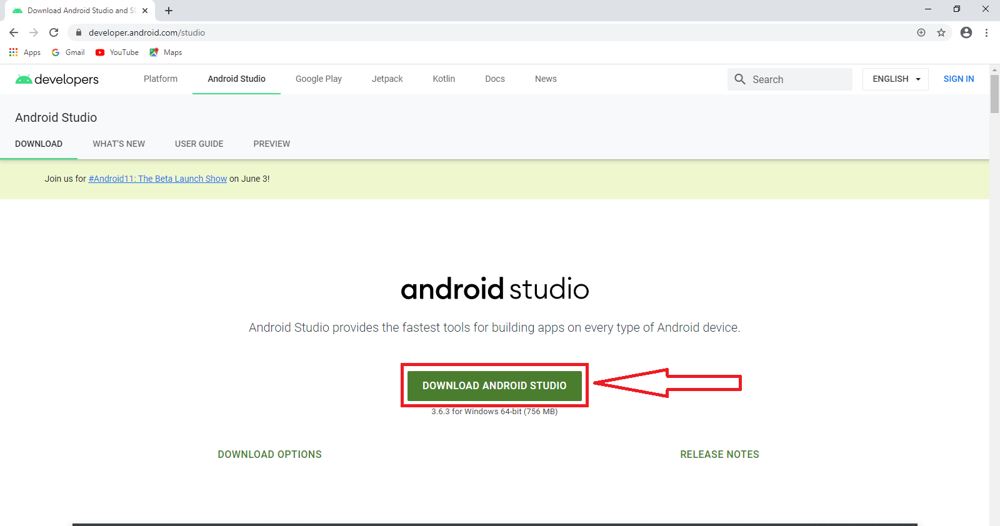 Download Android Studio and SD
developer.android.com/studio
Apps Gmail YouTube Maps
developers Platform Android Studio Google Play Jetpack Kotlin Docs News Search ENGLISH SIGN IN
Android Studio
DOWNLOAD WHAT'S NEW USER GUIDE PREVIEW
Join us for #Android11: The Beta Launch Show on June 3!
android studio
Android Studio provides the fastest tools for building apps on every type of Android device.
DOWNLOAD ANDROID STUDIO
3.6.3 for Windows 64-bit (756 MB)
DOWNLOAD OPTIONS RELEASE NOTES